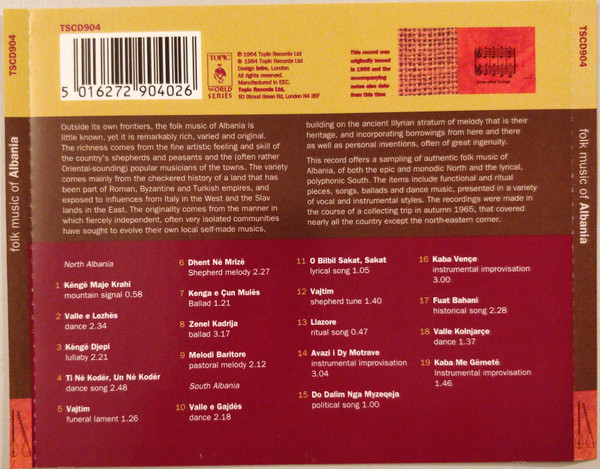 TSCD904
5 016272 904026
TOPIC
WORLD
SERIES
℗ 1994 Topic Records Ltd
© 1994 Topic Records Ltd
All rights reserved.
Manufactured in EEC.
Topic Records Ltd,
50 Stroud Green Rd, London N4 3EF
This record was
originally issued
in 1966 and the
accompanying
notes also date
from this time
TSCD904
folk music of Albania
TSCD904
folk music of Albania
Outside its own frontiers, the folk music of Albania is
little known, yet it is remarkably rich, varied and original.
The richness comes from the fine artistic feeling and skill of
the country's shepherds and peasants and the (often rather
Oriental-sounding) popular musicians of the towns. The variety
comes mainly from the checkered history of a land that has
been part of Roman, Byzantine and Turkish empires, and
exposed to influences from Italy in the West and the Slav
lands in the East. The originality comes from the manner in
which fiercely independent, often very isolated communities
have sought to evolve their own local self-made musics,
building on the ancient Illyrian stratum of melody that is their
heritage, and incorporating borrowings from here and there
as well as personal inventions, often of great ingenuity.
This record offers a sampling of authentic folk music of
Albania, of both the epic and monodic North and the lyrical,
polyphonic South. The items include functional and ritual
pieces, songs, ballads and dance music, presented in a variety
of vocal and instrumental styles. The recordings were made in
the course of a collecting trip in autumn 1965, that covered
nearly all the country except the north-eastern corner.
North Albania
1 Këngë Maje Krahi
mountain signal 0.58
2 Valle e Lezhës
dance 2.34
3 Këngë Djepi
lullaby 2.21
4 Ti Në Kodër, Un Në Kodër
dance song 2.48
5 Vajtim
funeral lament 1.26
6 Dhent Në Mrizë
Shepherd melody 2.27
7 Kenga e Çun Mulës
Ballad 1.21
8 Zenel Kadrija
ballad 3.17
9 Melodi Baritore
pastoral melody 2.12
South Albania
10 Valle e Gajdës
dance 2.18
11 O Bilbil Sakat, Sakat
lyrical song 1.05
12 Vajtim
shepherd tune 1.40
13 Llazore
ritual song 0.47
14 Avazi i Dy Motrave
instrumental improvisation
3.04
15 Do Dalim Nga Myzeqeja
political song 1.00
16 Kaba Vençe
instrumental improvisation
3.00
17 Fuat Bahani
historical song 2.28
18 Valle Kolnjarçe
dance 1.37
19 Kaba Me Gërnetë
Instrumental improvisation
1.46